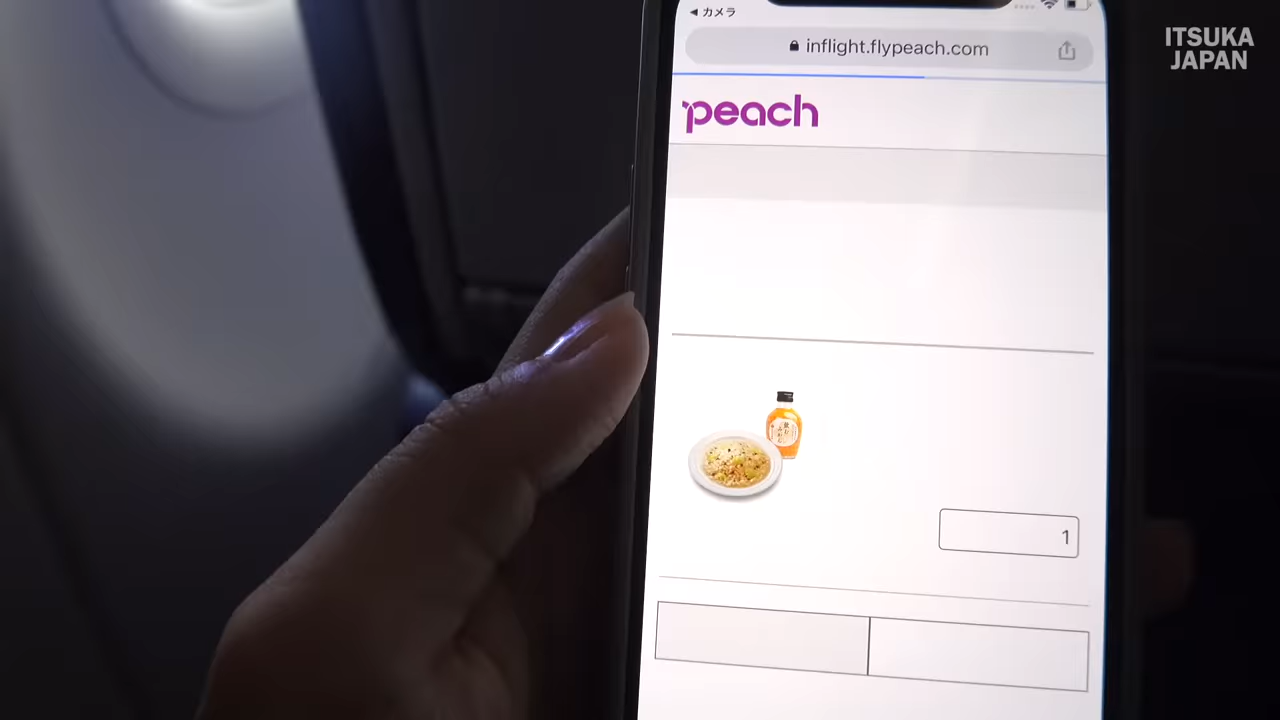 ◀ カメラ
inflight.flypeach.com
ITSUKA
JAPAN
peach
1